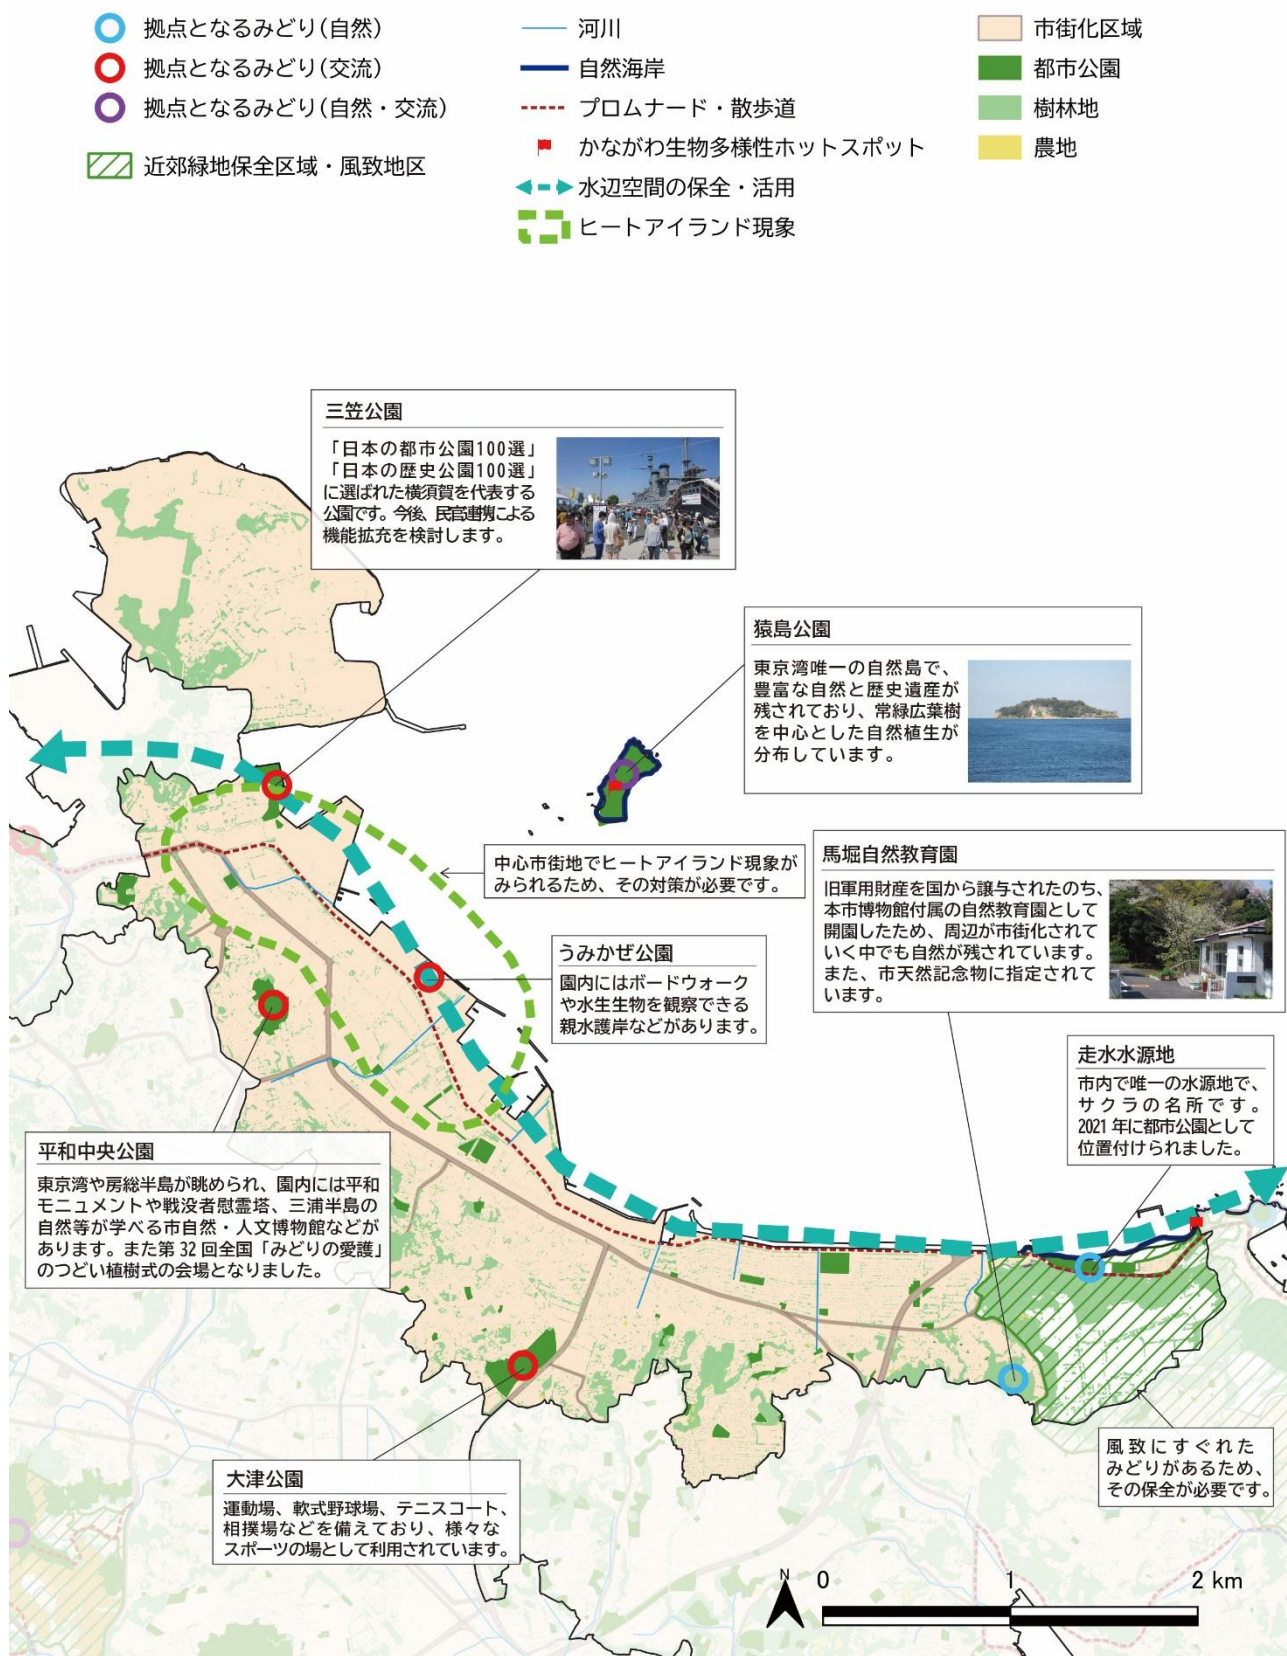 拠点となるみどり(自然)
拠点となるみどり(交流)
拠点となるみどり(自然・交流)
近郊緑地保全区域・風致地区
河川
自然海岸
プロムナード・散歩道
かながわ生物多様性ホットスポット
水辺空間の保全・活用
ヒートアイランド現象
市街化区域
都市公園
樹林地
農地
三笠公園
「日本の都市公園100選」
「日本の歴史公園100選」
に選ばれた横須賀を代表する
公園です。今後、民官連携による
機能拡充を検討します。
猿島公園
東京湾唯一の自然島で、
豊富な自然と歴史遺産が
残されており、常緑広葉樹
を中心とした自然植生が
分布しています。
中心市街地でヒートアイランド現象が
みられるため、その対策が必要です。
馬堀自然教育園
旧軍用財産を国から譲与されたのち、
本市博物館付属の自然教育園として
開園したため、周辺が市街化されて
いく中でも自然が残されています。
また、市天然記念物に指定されて
います。
うみかぜ公園
園内にはボードウォーク
や水生生物を観察できる
親水護岸などがあります。
走水水源地
市内で唯一の水源地で、
サクラの名所です。
2021年に都市公園として
位置付けられました。
平和中央公園
東京湾や房総半島が眺められ、園内には平和
モニュメントや戦没者慰霊塔、三浦半島の
自然等が学べる市自然・人文博物館などが
あります。また第32回全国「みどりの愛護」
のつどい植樹式の会場となりました。
風致にすぐれた
みどりがあるため、
その保全が必要です。
大津公園
運動場、軟式野球場、テニスコート、
相撲場などを備えており、様々な
スポーツの場として利用されています。
N
0 1 2 km